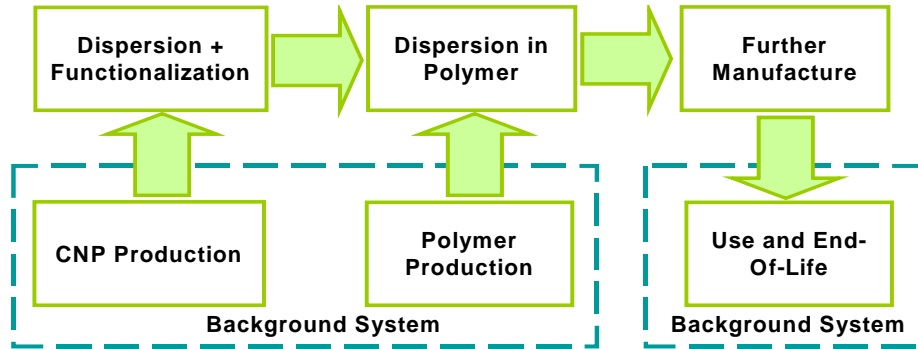 Dispersion +
Functionalization
Dispersion in
Polymer
Further
Manufacture
CNP Production
Polymer
Production
Use and End-
Of-Life
Background System
Background System